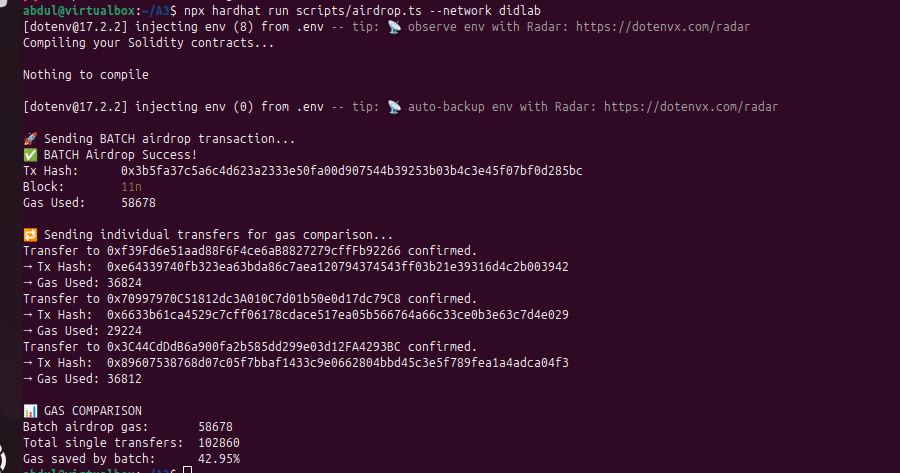 abdul@virtualbox:~/A3$ npx hardhat run scripts/airdrop.ts --network didlab
[dotenv@17.2.2] injecting env (8) from .env -- tip: 📡 observe env with Radar: https://dotenvx.com/radar
Compiling your Solidity contracts...
Nothing to compile
[dotenv@17.2.2] injecting env (0) from .env -- tip: 📡 auto-backup env with Radar: https://dotenvx.com/radar
🚀 Sending BATCH airdrop transaction...
✅ BATCH Airdrop Success!
Tx Hash: 0x3b5fa37c5a6c4d623a2333e50fa00d907544b39253b03b4c3e45f07bf0d285bc
Block: 11n
Gas Used: 58678
🔁 Sending individual transfers for gas comparison...
Transfer to 0xf39Fd6e51aad88F6F4ce6aB8827279cffFb92266 confirmed.
→ Tx Hash: 0xe64339740fb323ea63bda86c7aea120794374543ff03b21e39316d4c2b003942
→ Gas Used: 36824
Transfer to 0x70997970C51812dc3A010C7d01b50e0d17dc79C8 confirmed.
→ Tx Hash: 0x6633b61ca4529c7cff06178cdace517ea05b566764a66c33ce0b3e63c7d4e029
→ Gas Used: 29224
Transfer to 0x3C44CdDdB6a900fa2b585dd299e03d12FA4293BC confirmed.
→ Tx Hash: 0x89607538768d07c05f7bbaf1433c9e0662804bbd45c3e5f789fea1a4adca04f3
→ Gas Used: 36812
📊 GAS COMPARISON
Batch airdrop gas: 58678
Total single transfers: 102860
Gas saved by batch: 42.95%
abdul@virtualbox:~/A3$